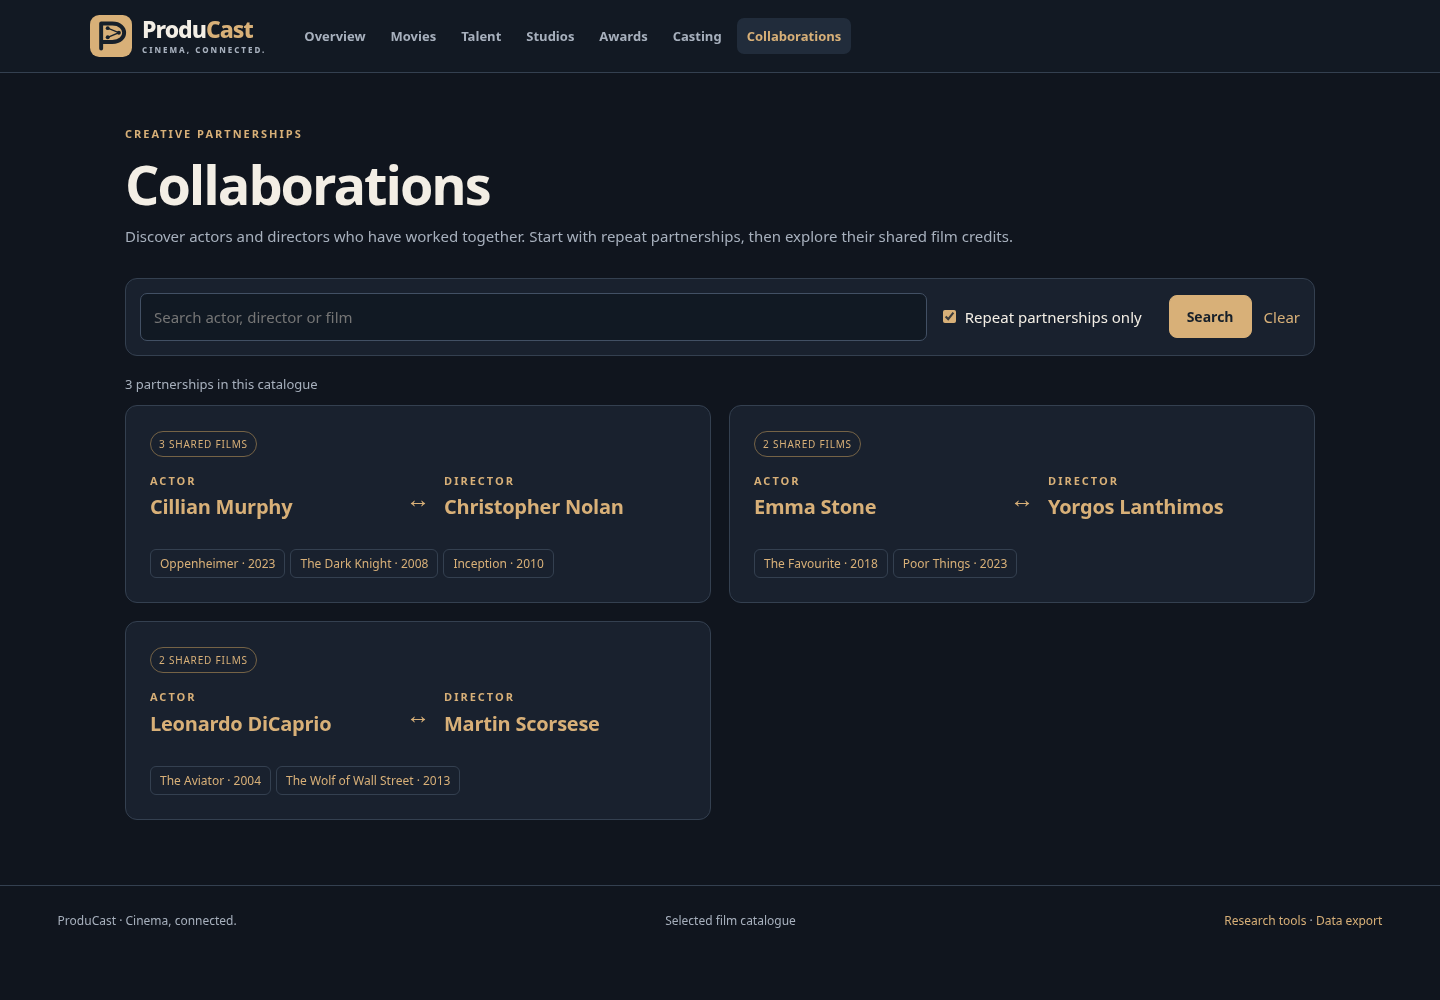 ProduCast
CINEMA, CONNECTED.
Overview Movies Talent Studios Awards Casting Collaborations
CREATIVE PARTNERSHIPS
Collaborations
Discover actors and directors who have worked together. Start with repeat partnerships, then explore their shared film credits.
Search actor, director or film
Repeat partnerships only
Search
Clear
3 partnerships in this catalogue
3 SHARED FILMS
ACTOR
Cillian Murphy
↔
DIRECTOR
Christopher Nolan
Oppenheimer · 2023
The Dark Knight · 2008
Inception · 2010
2 SHARED FILMS
ACTOR
Emma Stone
↔
DIRECTOR
Yorgos Lanthimos
The Favourite · 2018
Poor Things · 2023
2 SHARED FILMS
ACTOR
Leonardo DiCaprio
↔
DIRECTOR
Martin Scorsese
The Aviator · 2004
The Wolf of Wall Street · 2013
ProduCast · Cinema, connected.
Selected film catalogue
Research tools · Data export